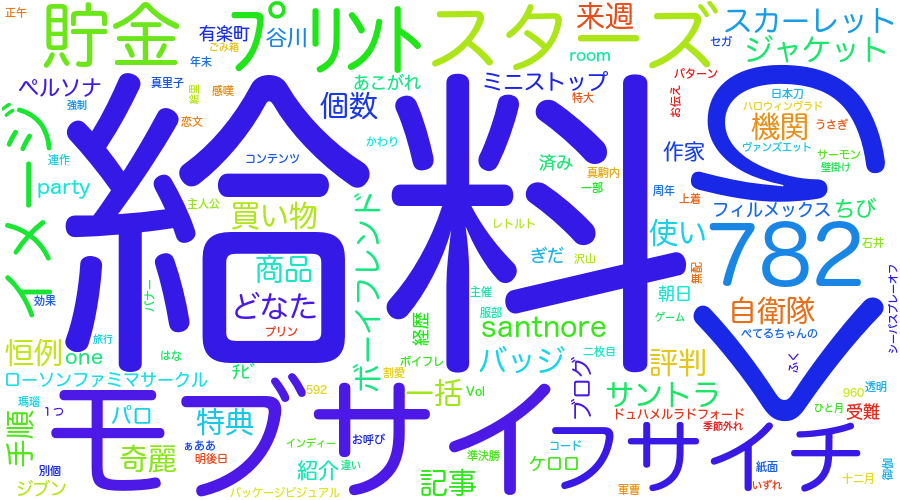 正午
貯金
プリント
スターズ
来週
スカーレット
有楽町
谷川
ごみ箱
セガ
ジャケット
年末
room
ペルソナ
真里子
感嘆
あこがれ
ミニストップ
パターン
強制
個数
特大
お伝え
日本刀
ハロウィンヴラド
イメージ
恋文
給料
機関
うさぎ
かわり
作家
ヴァンズエット
サーモン
連作
コンテンツ
済み
真駒内
壁掛け
party
一部
周年
上着
主人公
買い物
ボーイフレンド
フィルメックス
ちび
レトルト
使い
782
石井
ぎだ
沢山
商品
無配
効果
バナー
どなた
主催
朝日
シーパスプレーオフ
服部
自衛隊
ゲーム
プリン
経歴
santnore
ぺてるちゃんの
旅行
恒例
one
はな
バッジ
二枚目
評判
ボイフレ
ふく
ローソンファミマサークル
チビ
割愛
ブログ
592
透明
モブサイ
一括
Vol
サントラ
960
瑪瑙
1つ
パロ
特典
ドュハメルラドフォード
ひと月
受難
手順
ぁああ
お呼び
インディー
季節外れ
イフサイチ
奇麗
明後日
準決勝
コード
別個
紹介
違い
ケロロ
紙面
記事
ジブン
パッケージビジュアル
軍曹
いずれ
十二月